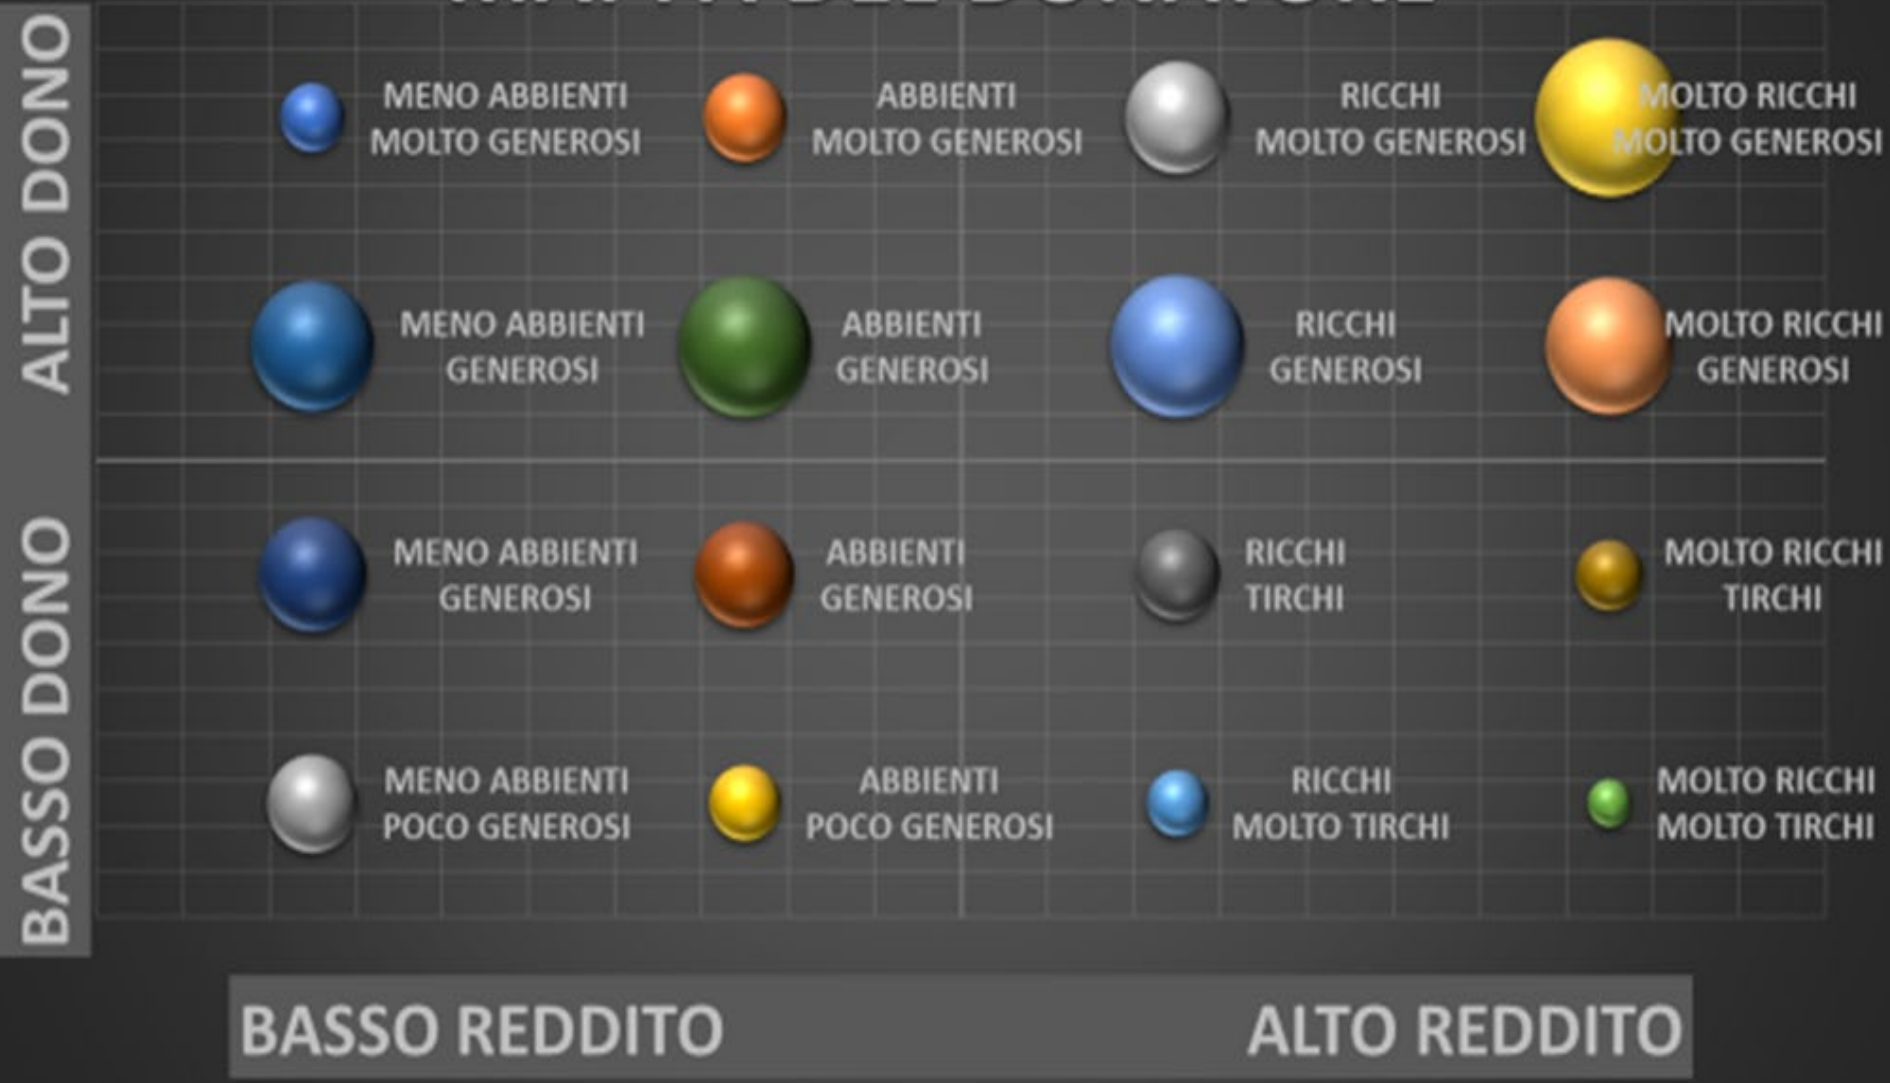 ALTO DONO
MENO ABBIENTI
MOLTO GENEROSI
ABBIENTI
MOLTO GENEROSI
RICCHI
MOLTO GENEROSI
MOLTO RICCHI
MOLTO GENEROSI
MENO ABBIENTI
GENEROSI
ABBIENTI
GENEROSI
RICCHI
GENEROSI
MOLTO RICCHI
GENEROSI
BASSO DONO
MENO ABBIENTI
GENEROSI
ABBIENTI
GENEROSI
RICCHI
TIRCHI
MOLTO RICCHI
TIRCHI
MENO ABBIENTI
POCO GENEROSI
ABBIENTI
POCO GENEROSI
RICCHI
MOLTO TIRCHI
MOLTO RICCHI
MOLTO TIRCHI
BASSO REDDITO
ALTO REDDITO